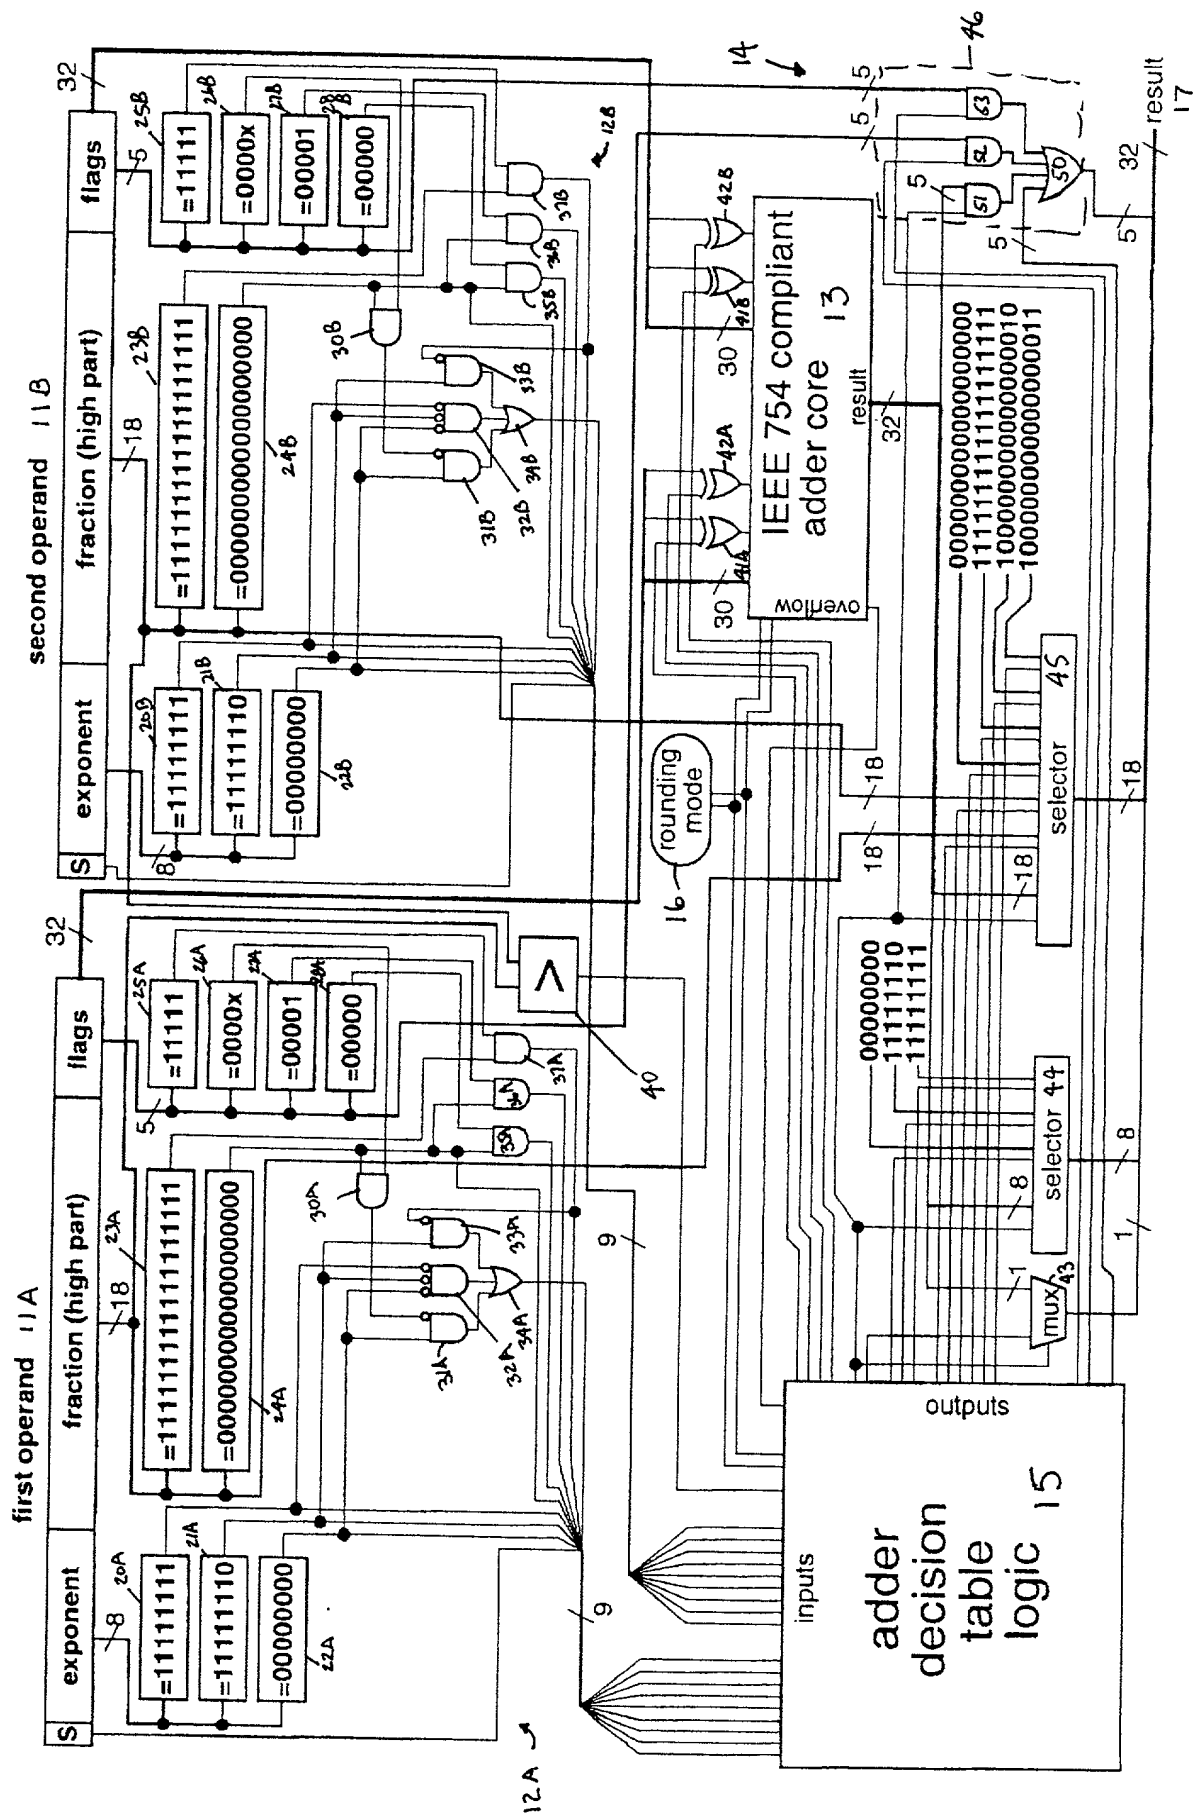 first operand 11A
second operand 11B
S
exponent
fraction (high part)
flags
32
S
exponent
fraction (high part)
flags
32
8
18
5
8
18
5
20A
=11111111
21A
=11111110
22A
=00000000
23A
=111111111111111111
24A
=000000000000000000
25A
=11111
26A
=0000x
27A
=00001
28A
=00000
20B
=11111111
21B
=11111110
22B
=00000000
23B
=111111111111111111
24B
=000000000000000000
25B
=11111
26B
=0000x
27B
=00001
28B
=00000
30A
31A
32A
33A
34A
35A
36A
37A
30B
31B
32B
33B
34B
35B
36B
37B
12A
12B
9
9
>
40
16
rounding
mode
30
41A
42A
30
41B
42B
IEEE 754 compliant
adder core 13
overflow
result
32
14
46
5
5
5
5
51
52
53
50
5
inputs
adder
decision
table
logic 15
outputs
mux
43
1
8
00000000
11111110
11111111
selector 44
8
1
18
18
18
000000000000000000
111111111111111111
100000000000000010
100000000000000011
selector 45
18
32
result
17